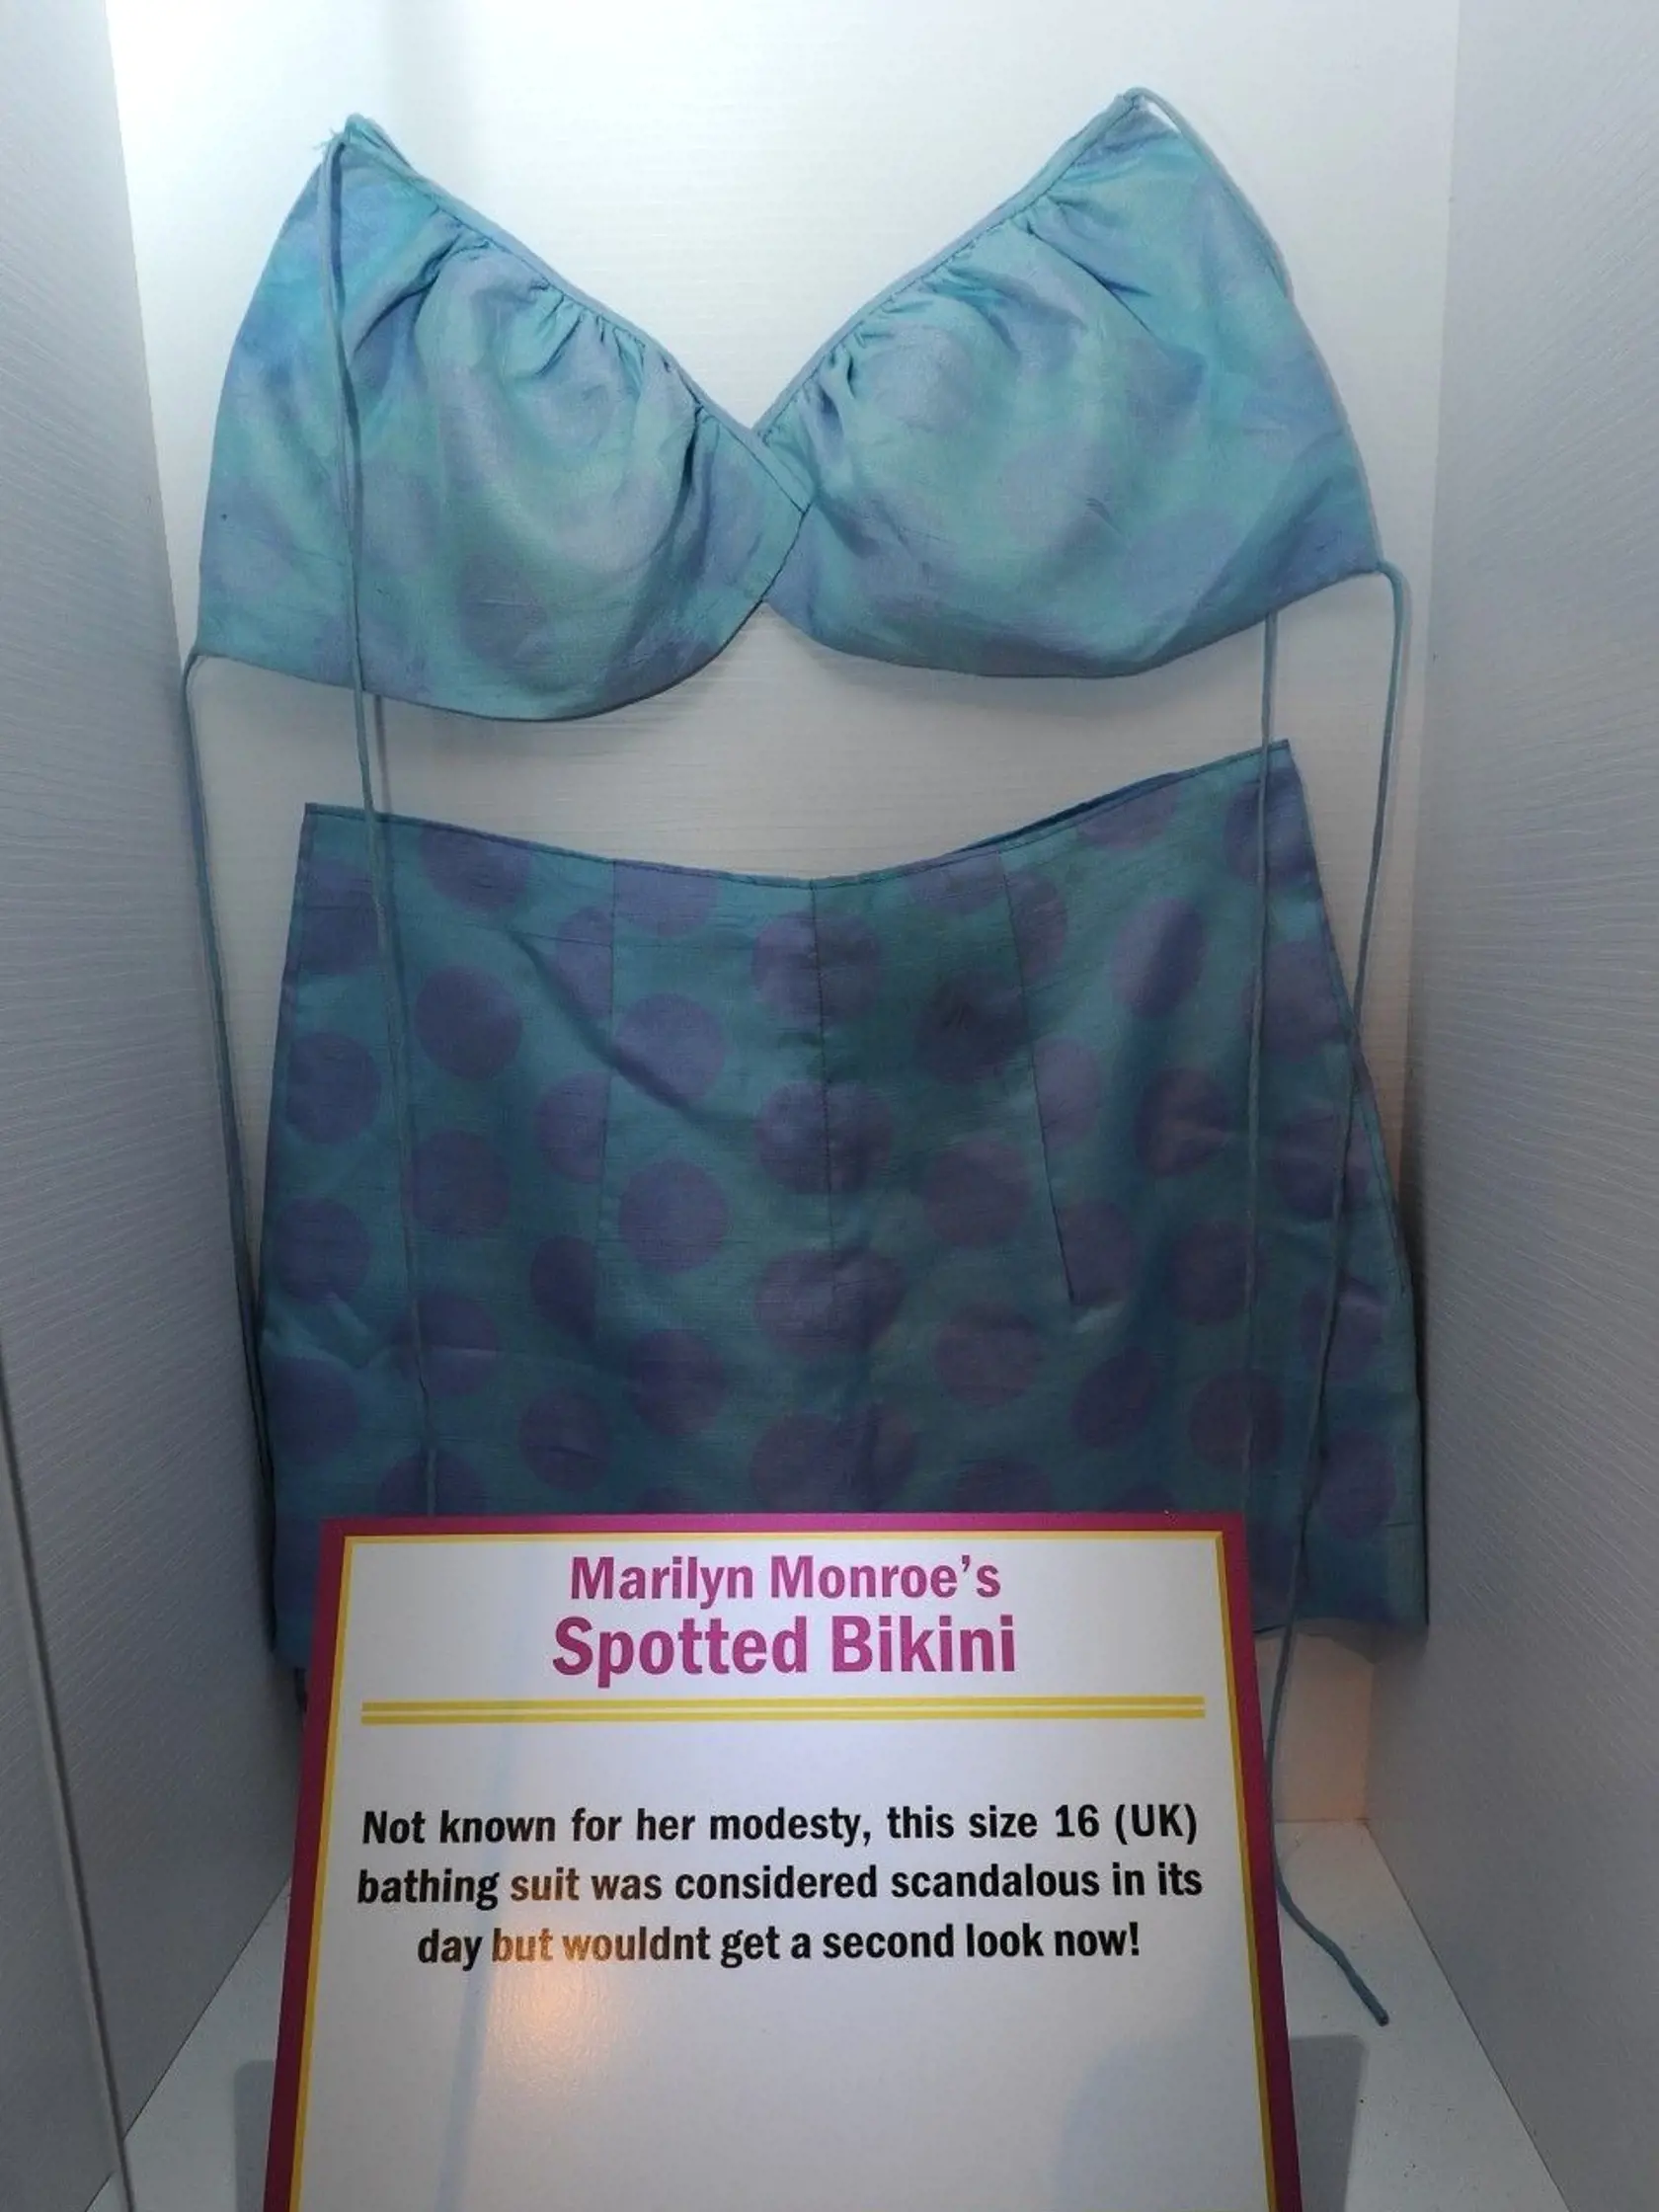 Marilyn Monroe's
Spotted Bikini
Not known for her modesty, this size 16 (UK)
bathing suit was considered scandalous in its
day but wouldnt get a second look now!